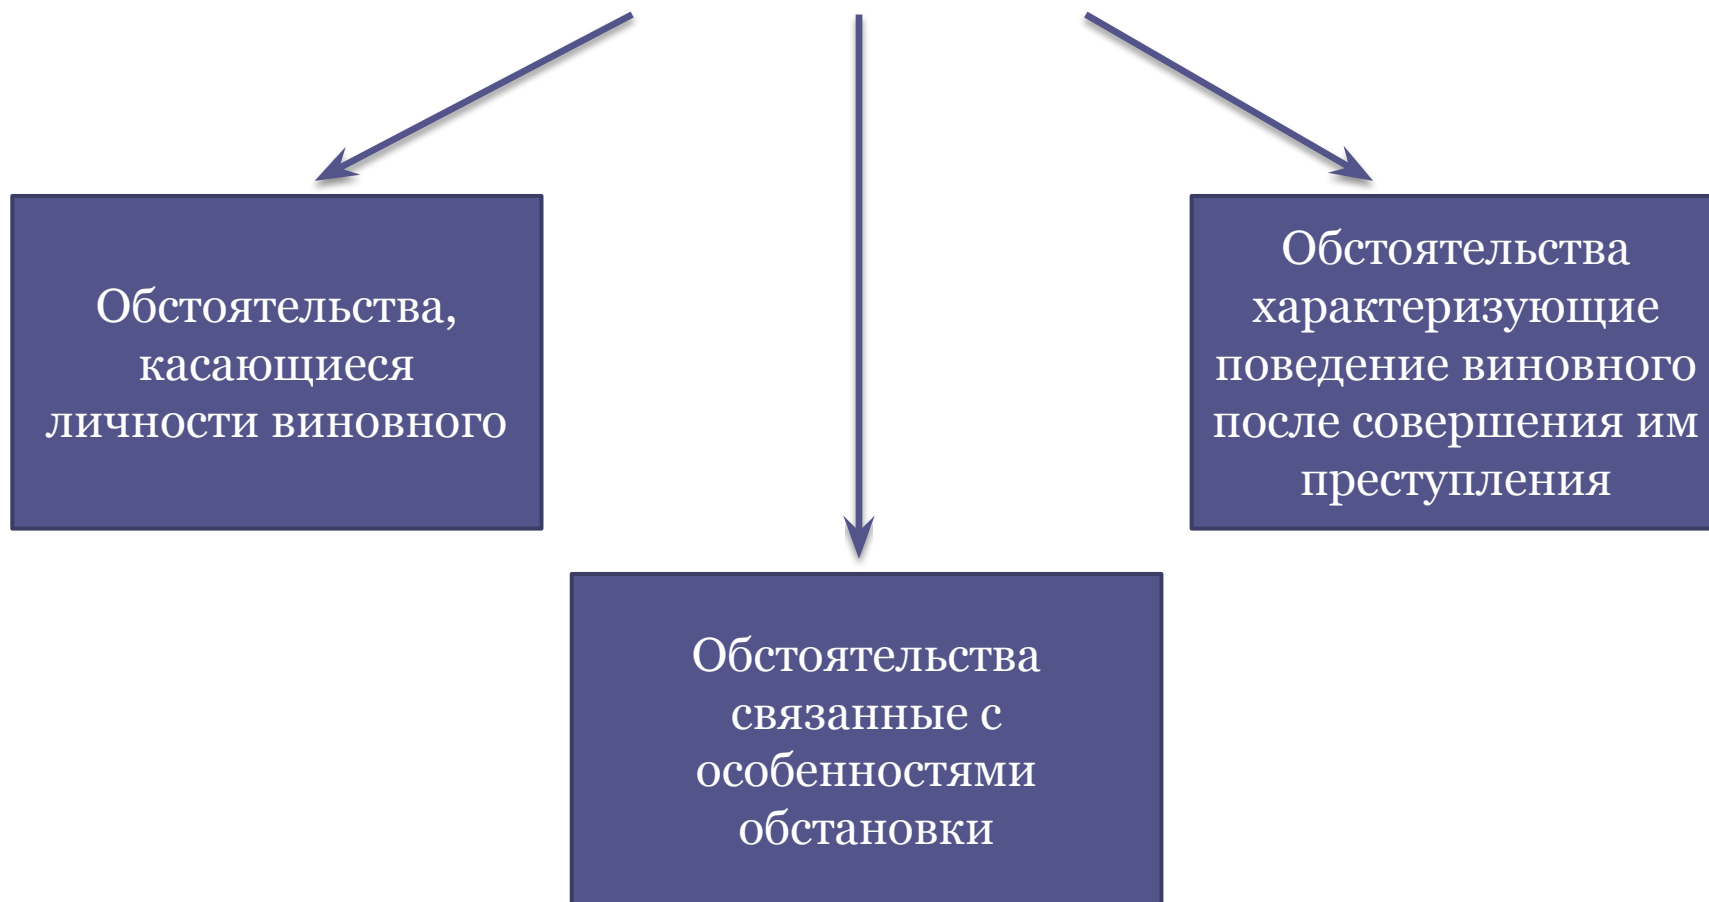 Обстоятельства,
касающиеся
личности виновного
Обстоятельства
характеризующие
поведение виновного
после совершения им
преступления
Обстоятельства
связанные с
особенностями
обстановки